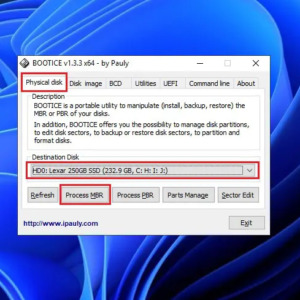 BOOTICE v1.3.3 x64 - by Pauly
Physical disk Disk image BCD Utilities UEFI Command line About
Description
BOOTICE is a portable utility to manipulate (install, backup, restore) the
MBR or PBR of your disks.
In addition, BOOTICE offers you the possibility to manage disk partitions,
to edit disk sectors, to backup or restore disk sectors, to partition and
format disks.
Destination Disk
HD0: Lexar 250GB SSD (232.9 GB, C: H: I: J:)
Refresh Process MBR Process PBR Parts Manage Sector Edit
http://www.ipauly.com Exit